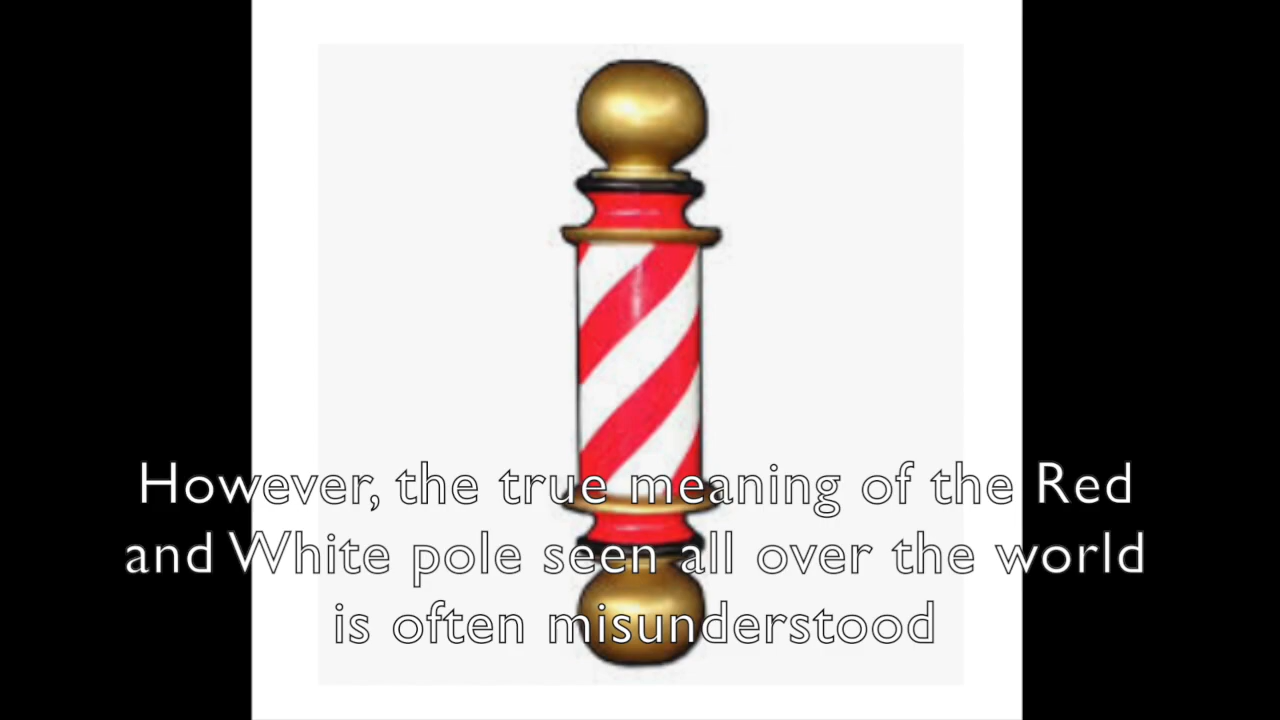 However, the true meaning of the Red
and White pole seen all over the world
is often misunderstood